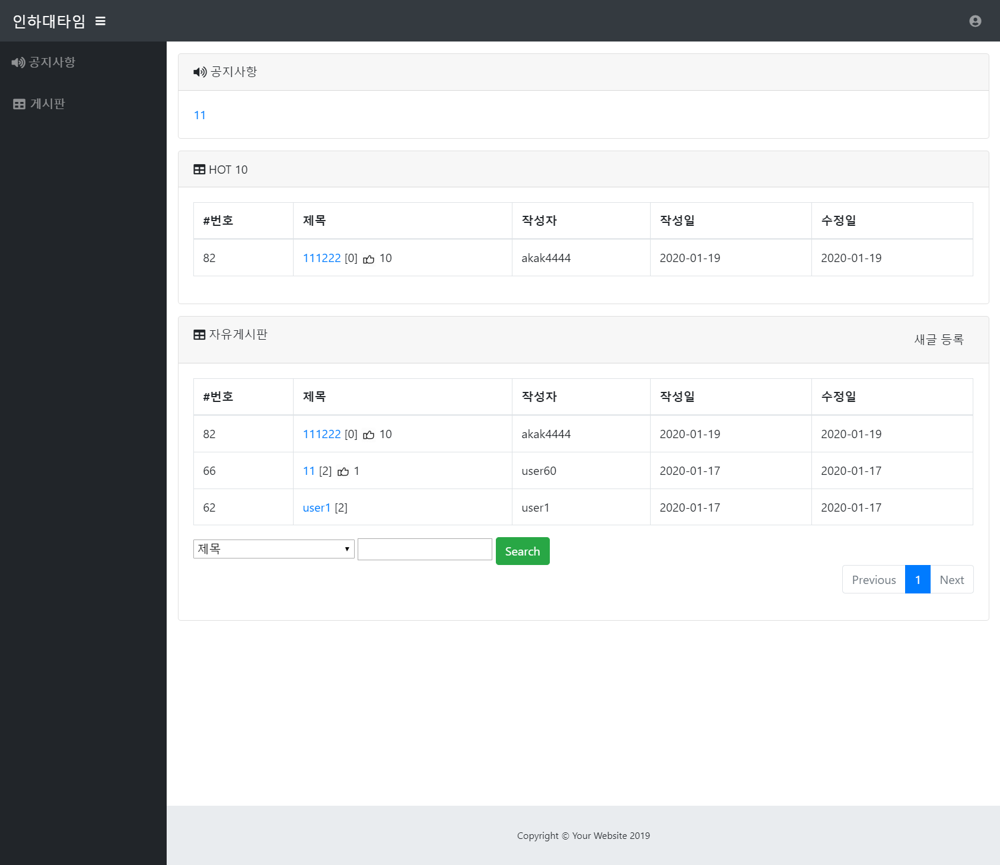 인하대타임
공지사항
게시판
공지사항
11
HOT 10
#번호 제목 작성자 작성일 수정일
82 111222 [0] 10 akak4444 2020-01-19 2020-01-19
자유게시판 새글 등록
#번호 제목 작성자 작성일 수정일
82 111222 [0] 10 akak4444 2020-01-19 2020-01-19
66 11 [2] 1 user60 2020-01-17 2020-01-17
62 user1 [2] user1 2020-01-17 2020-01-17
제목 Search
Previous 1 Next
Copyright © Your Website 2019